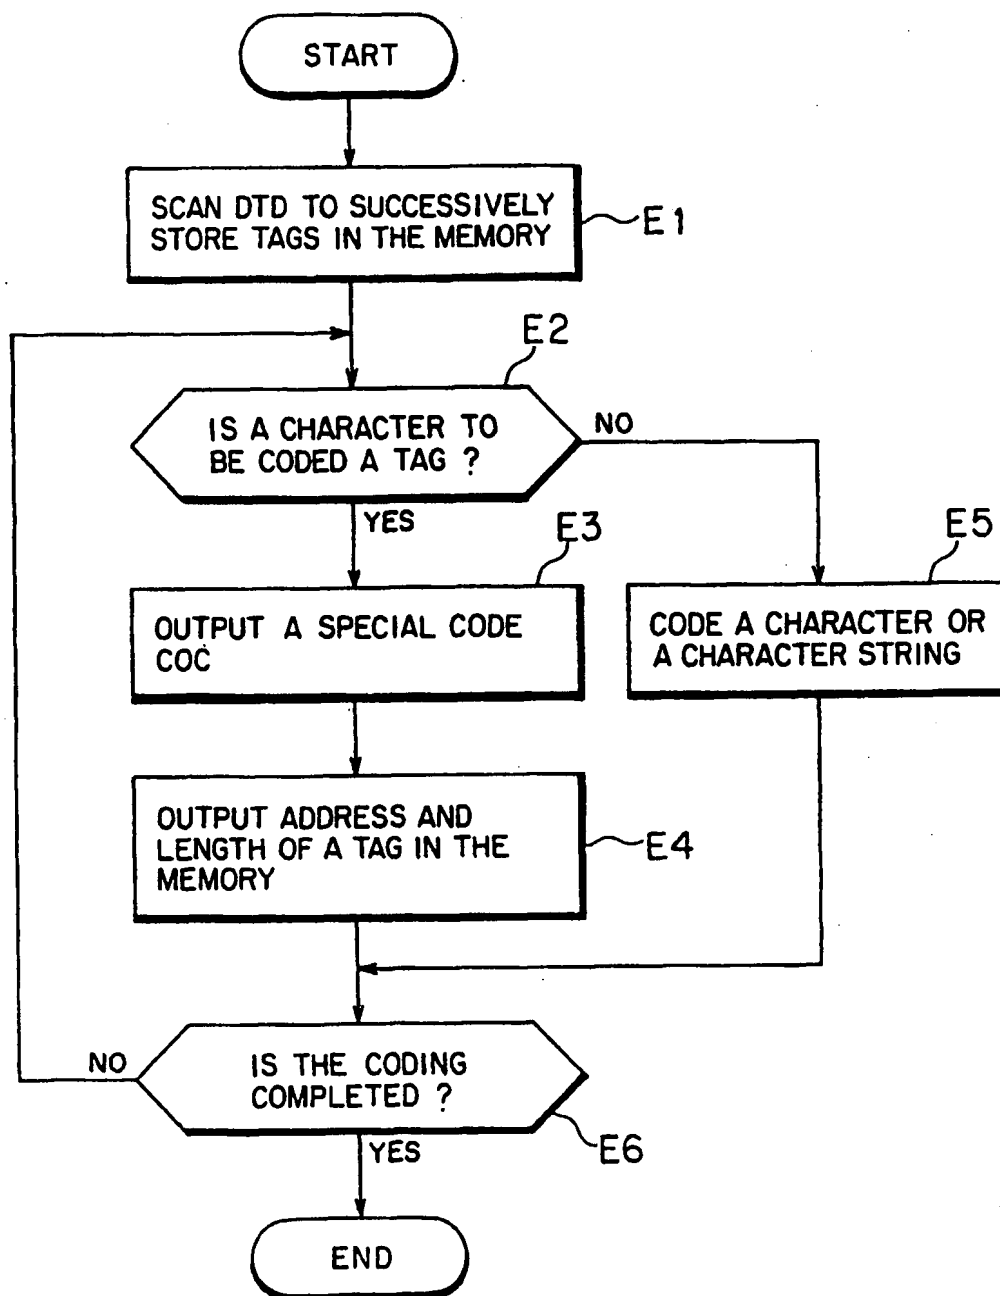 START
SCAN DTD TO SUCCESSIVELY
STORE TAGS IN THE MEMORY
E1
E2
IS A CHARACTER TO
BE CODED A TAG ?
NO
YES
E3
OUTPUT A SPECIAL CODE
COC
E5
CODE A CHARACTER OR
A CHARACTER STRING
OUTPUT ADDRESS AND
LENGTH OF A TAG IN THE
MEMORY
E4
NO
IS THE CODING
COMPLETED ?
YES
E6
END